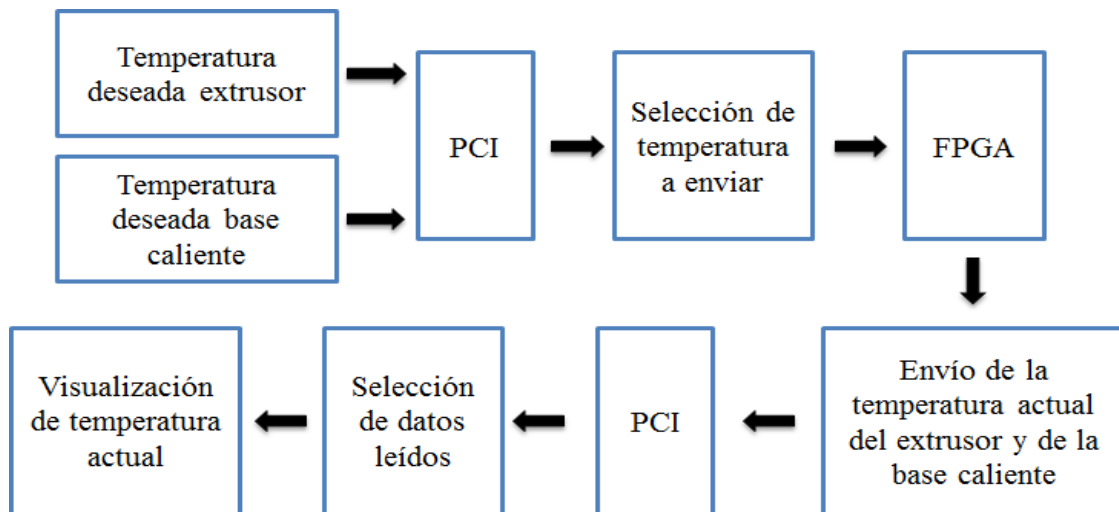 Temperatura
deseada extrusor
Temperatura
deseada base
caliente
PCI
Selección de
temperatura
a enviar
FPGA
Envío de la
temperatura actual
del extrusor y de la
base caliente
PCI
Selección
de datos
leídos
Visualización
de temperatura
actual